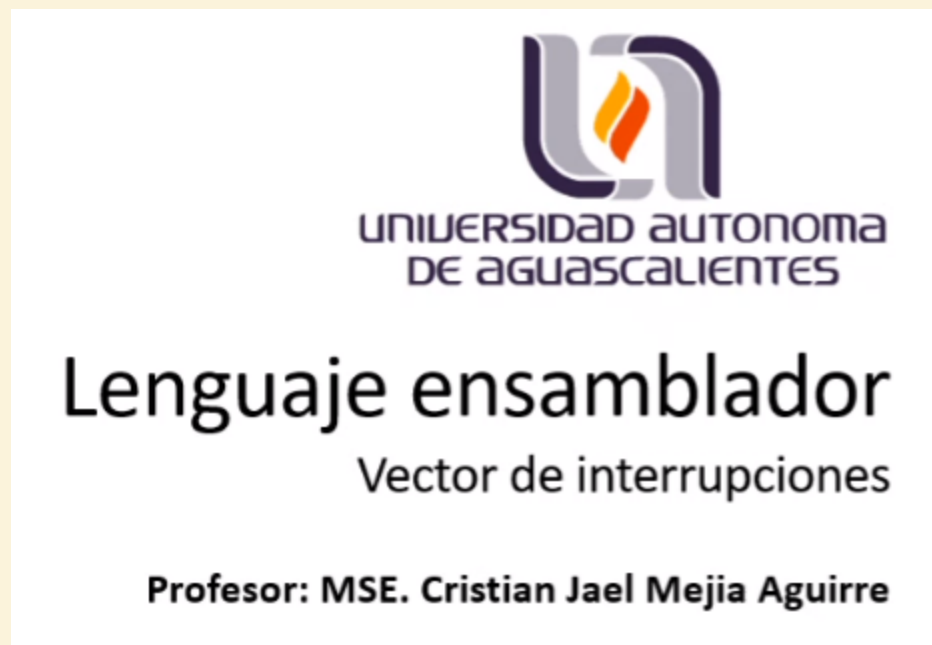 UNIVERSIDAD AUTONOMA
DE AGUASCALIENTES
Lenguaje ensamblador
Vector de interrupciones
Profesor: MSE. Cristian Jael Mejia Aguirre